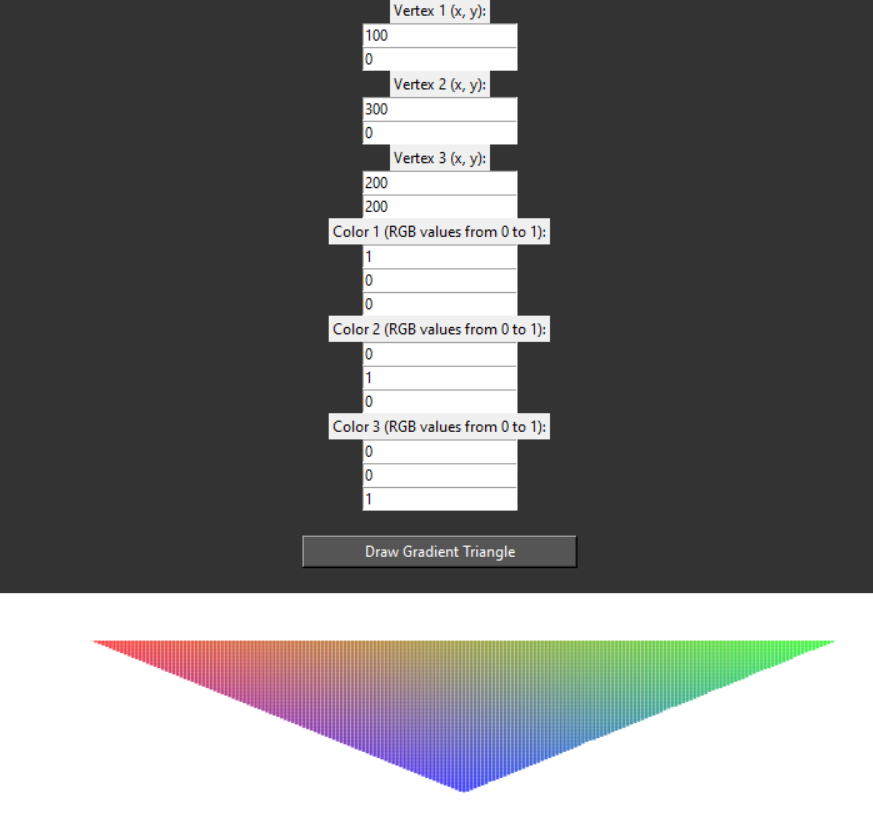 Vertex 1 (x, y):
100
0
Vertex 2 (x, y):
300
0
Vertex 3 (x, y):
200
200
Color 1 (RGB values from 0 to 1):
1
0
0
Color 2 (RGB values from 0 to 1):
0
1
0
Color 3 (RGB values from 0 to 1):
0
0
1
Draw Gradient Triangle